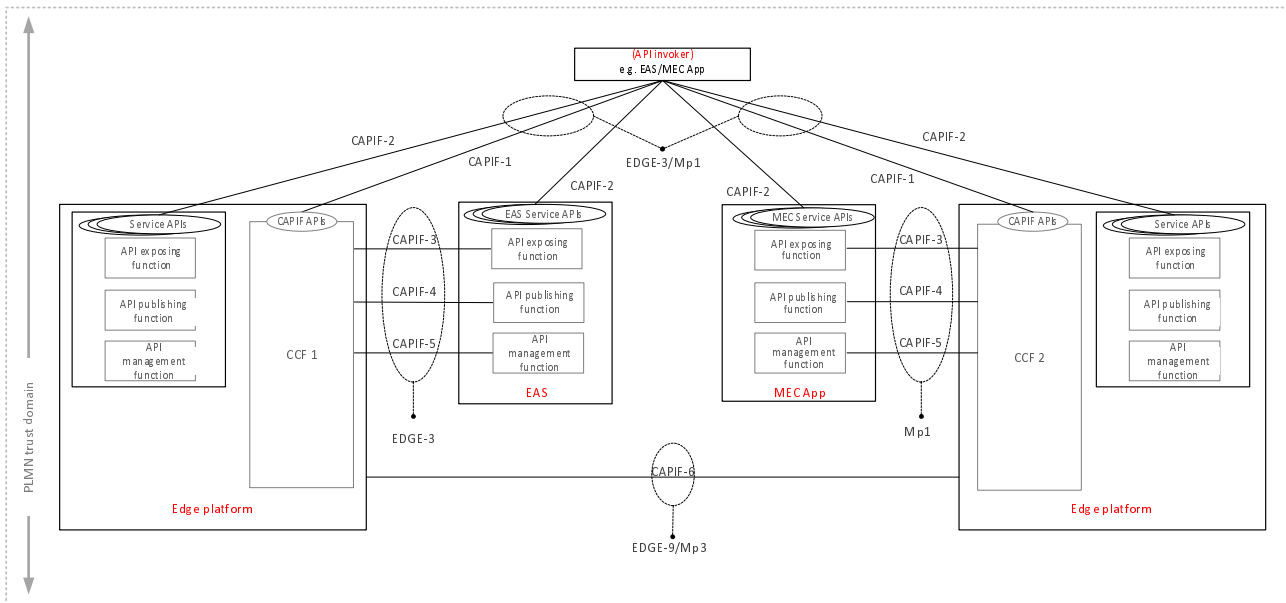 (API invoker)
e.g. EAS/MEC App
CAPIF-2
CAPIF-1
CAPIF-2
EDGE-3/Mp1
CAPIF-2
CAPIF-1
CAPIF-2
Service APIs
API exposing
function
API publishing
function
API
management
function
CAPIF APIs
CCF 1
Edge platform
CAPIF-3
CAPIF-4
CAPIF-5
EDGE-3
EAS Service APIs
API exposing
function
API publishing
function
API
management
function
EAS
MEC Service APIs
API exposing
function
API publishing
function
API
management
function
MEC App
CAPIF-3
CAPIF-4
CAPIF-5
Mp1
CAPIF APIs
CCF 2
Service APIs
API exposing
function
API publishing
function
API
management
function
Edge platform
CAPIF-6
EDGE-9/Mp3
PLMN trust domain